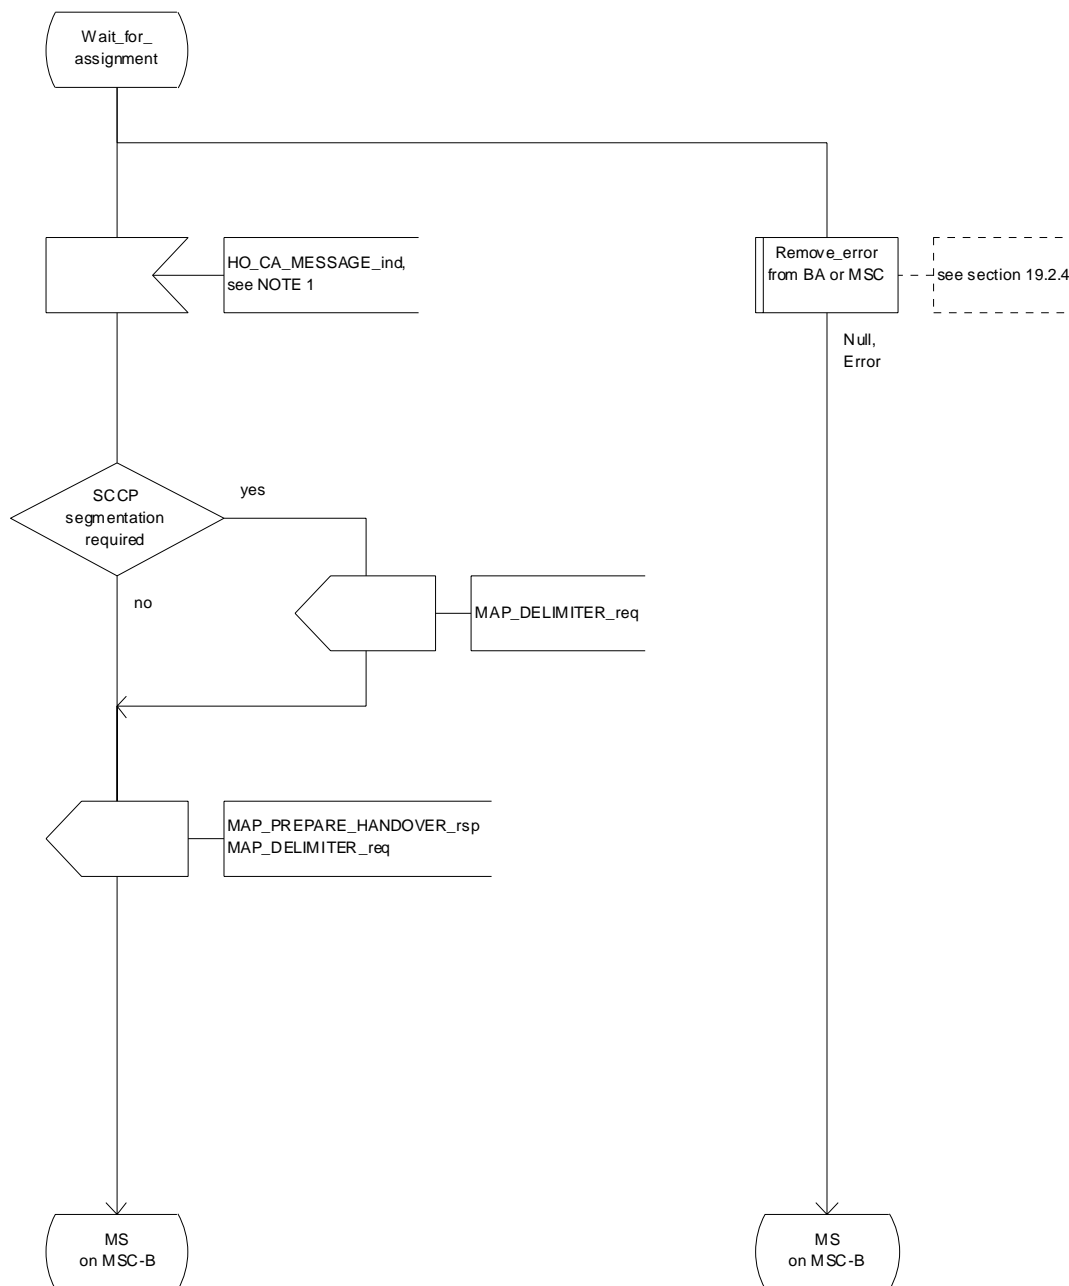 Wait_for_
assignment
HO_CA_MESSAGE_ind,
see NOTE 1
Remove_error
from BA or MSC
see section 19.2.4
Null,
Error
SCCP
segmentation
required
yes
no
MAP_DELIMITER_req
MAP_PREPARE_HANDOVER_rsp
MAP_DELIMITER_req
MS
on MSC-B
MS
on MSC-B